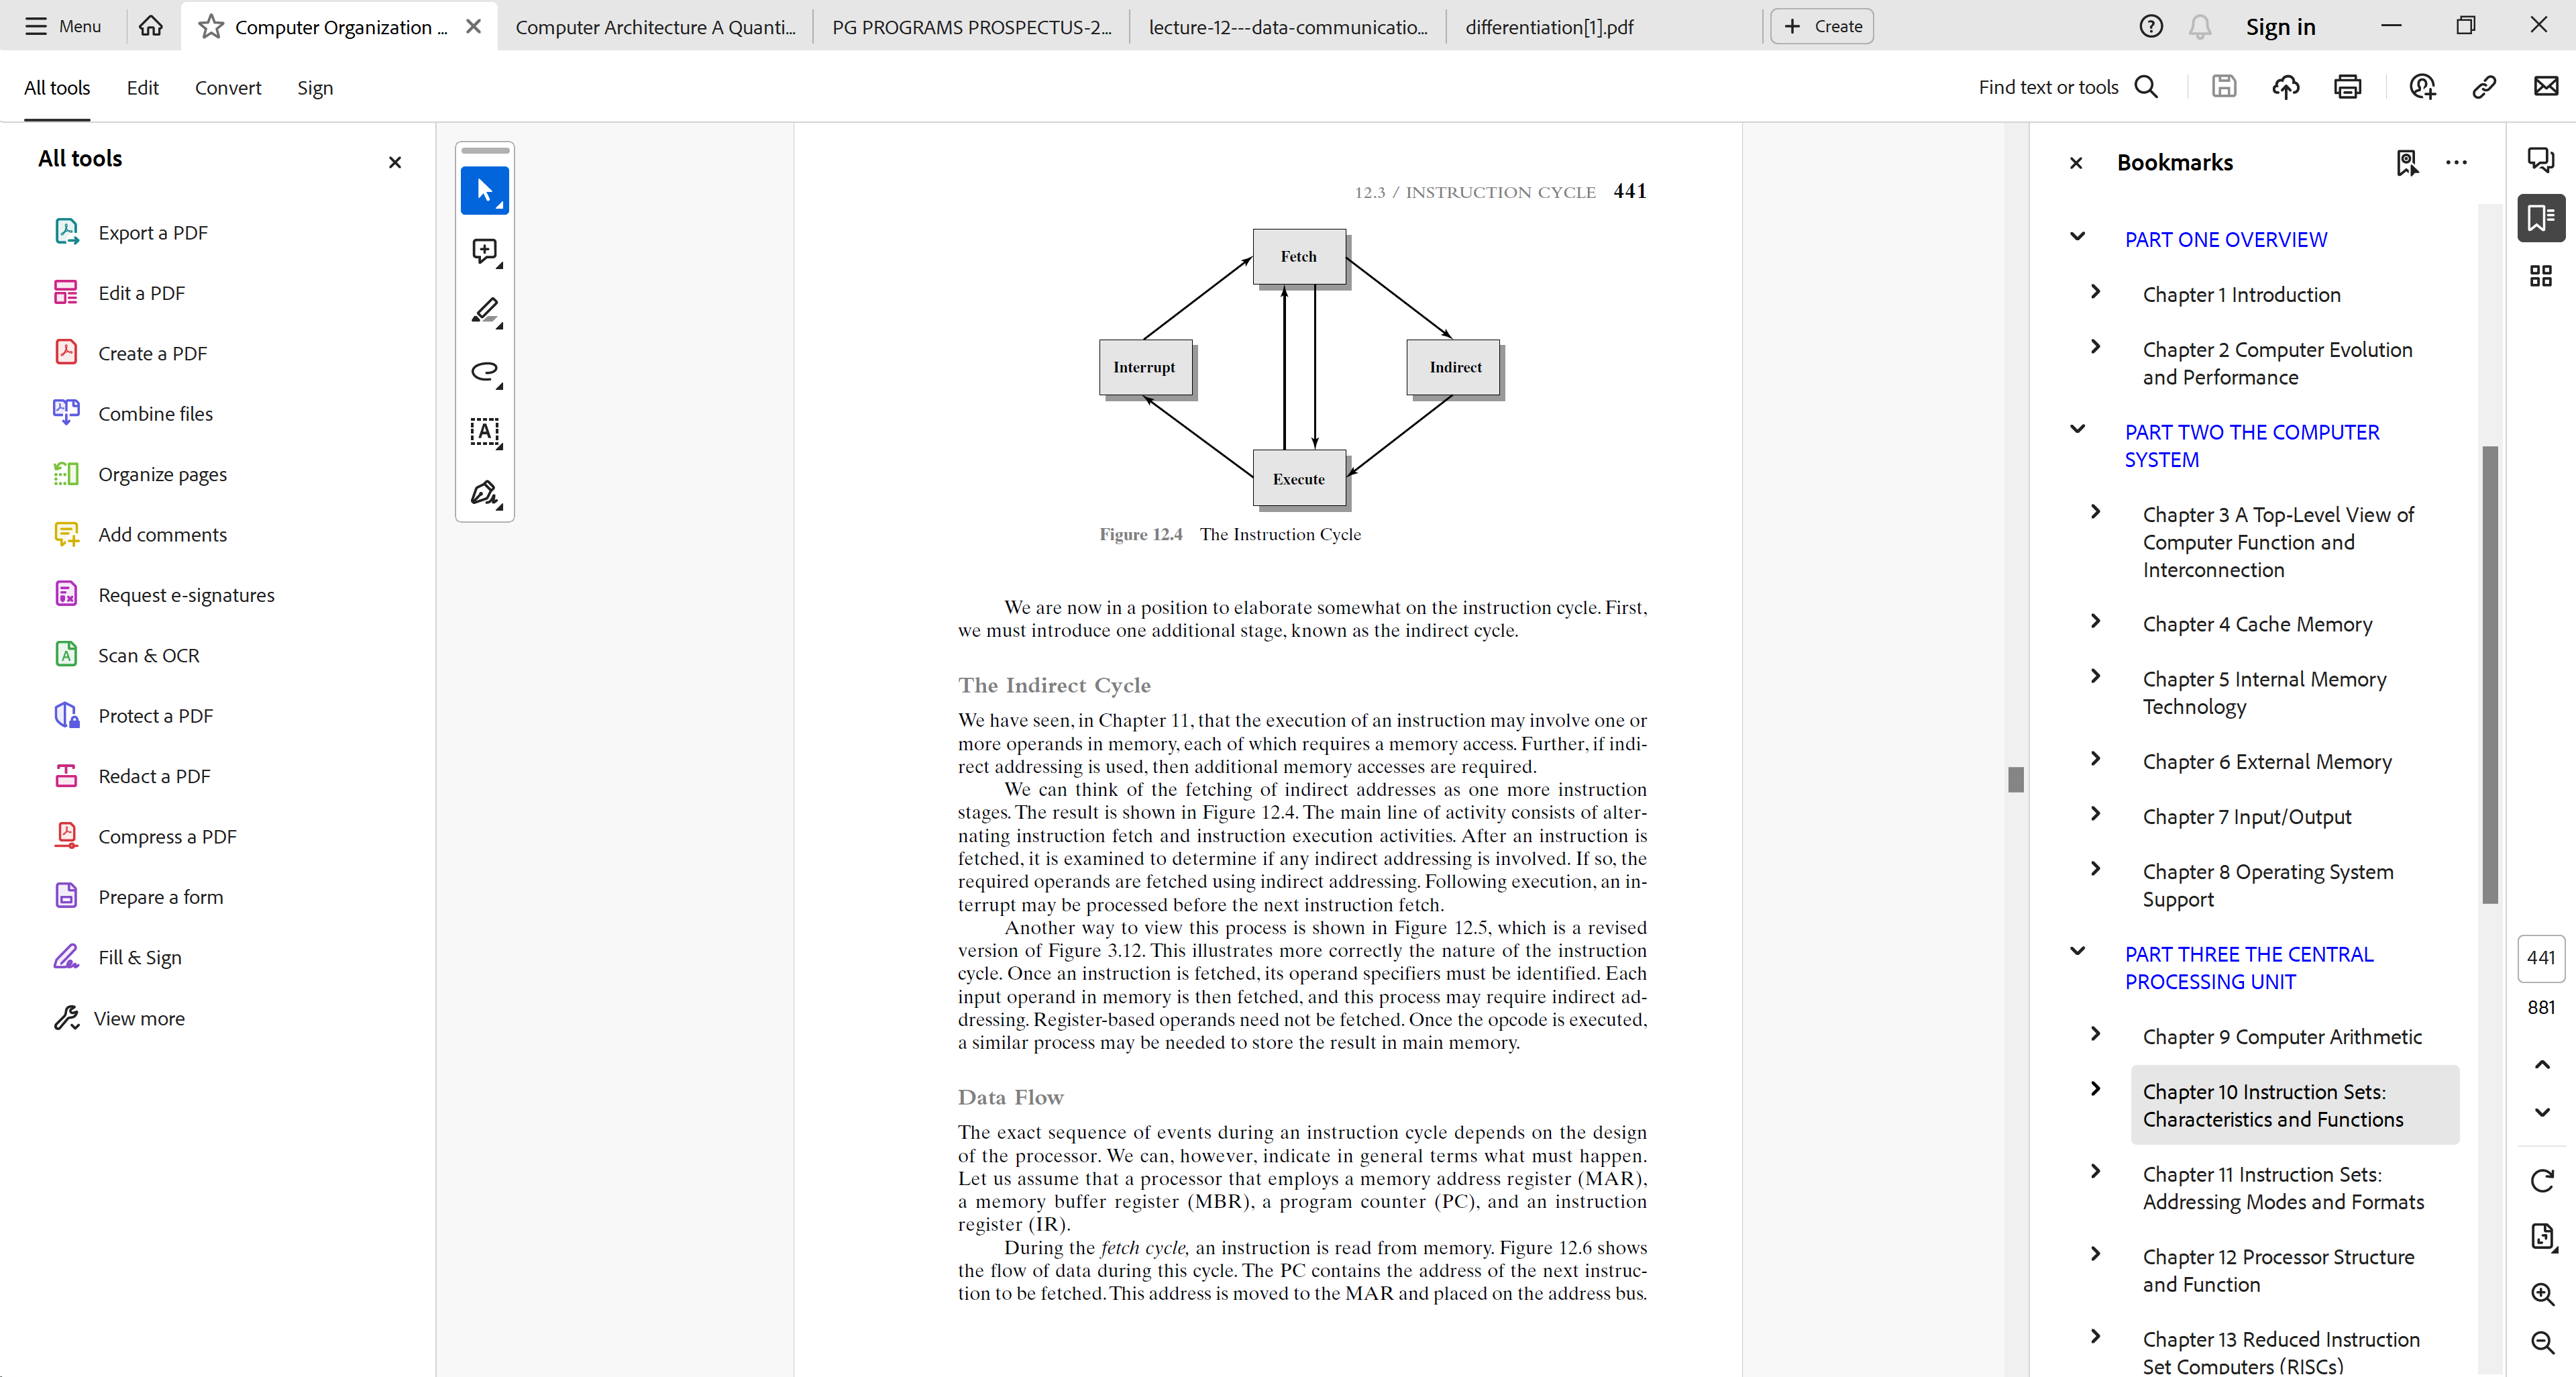 Menu
Computer Organization ...
Computer Architecture A Quanti...
PG PROGRAMS PROSPECTUS-2...
lecture-12---data-communicatio...
differentiation[1].pdf
Create
Sign in
All tools
Edit
Convert
Sign
Find text or tools
All tools
Export a PDF
Edit a PDF
Create a PDF
Combine files
Organize pages
Add comments
Request e-signatures
Scan & OCR
Protect a PDF
Redact a PDF
Compress a PDF
Prepare a form
Fill & Sign
View more
12.3 / INSTRUCTION CYCLE 441
Fetch
Interrupt
Indirect
Execute
Figure 12.4 The Instruction Cycle
We are now in a position to elaborate somewhat on the instruction cycle. First,
we must introduce one additional stage, known as the indirect cycle.
The Indirect Cycle
We have seen, in Chapter 11, that the execution of an instruction may involve one or
more operands in memory, each of which requires a memory access. Further, if indi-
rect addressing is used, then additional memory accesses are required.
We can think of the fetching of indirect addresses as one more instruction
stages. The result is shown in Figure 12.4. The main line of activity consists of alter-
nating instruction fetch and instruction execution activities. After an instruction is
fetched, it is examined to determine if any indirect addressing is involved. If so, the
required operands are fetched using indirect addressing. Following execution, an in-
terrupt may be processed before the next instruction fetch.
Another way to view this process is shown in Figure 12.5, which is a revised
version of Figure 3.12. This illustrates more correctly the nature of the instruction
cycle. Once an instruction is fetched, its operand specifiers must be identified. Each
input operand in memory is then fetched, and this process may require indirect ad-
dressing. Register-based operands need not be fetched. Once the opcode is executed,
a similar process may be needed to store the result in main memory.
Data Flow
The exact sequence of events during an instruction cycle depends on the design
of the processor. We can, however, indicate in general terms what must happen.
Let us assume that a processor that employs a memory address register (MAR),
a memory buffer register (MBR), a program counter (PC), and an instruction
register (IR).
During the fetch cycle, an instruction is read from memory. Figure 12.6 shows
the flow of data during this cycle. The PC contains the address of the next instruc-
tion to be fetched. This address is moved to the MAR and placed on the address bus.
Bookmarks
PART ONE OVERVIEW
Chapter 1 Introduction
Chapter 2 Computer Evolution
and Performance
PART TWO THE COMPUTER
SYSTEM
Chapter 3 A Top-Level View of
Computer Function and
Interconnection
Chapter 4 Cache Memory
Chapter 5 Internal Memory
Technology
Chapter 6 External Memory
Chapter 7 Input/Output
Chapter 8 Operating System
Support
PART THREE THE CENTRAL
PROCESSING UNIT
Chapter 9 Computer Arithmetic
Chapter 10 Instruction Sets:
Characteristics and Functions
Chapter 11 Instruction Sets:
Addressing Modes and Formats
Chapter 12 Processor Structure
and Function
Chapter 13 Reduced Instruction
Set Computers (RISCs)
441
881